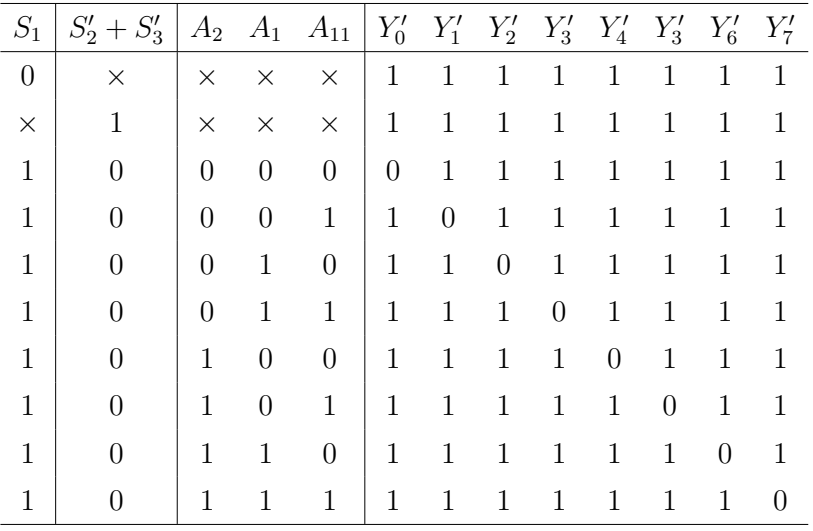 S₁ S₂′ + S₃′ A₂ A₁ A₁₁ Y₀′ Y₁′ Y₂′ Y₃′ Y₄′ Y₃′ Y₆′ Y₇′
0 × × × × 1 1 1 1 1 1 1 1
× 1 × × × 1 1 1 1 1 1 1 1
1 0 0 0 0 0 1 1 1 1 1 1 1
1 0 0 0 1 1 0 1 1 1 1 1 1
1 0 0 1 0 1 1 0 1 1 1 1 1
1 0 0 1 1 1 1 1 0 1 1 1 1
1 0 1 0 0 1 1 1 1 0 1 1 1
1 0 1 0 1 1 1 1 1 1 0 1 1
1 0 1 1 0 1 1 1 1 1 1 0 1
1 0 1 1 1 1 1 1 1 1 1 1 0